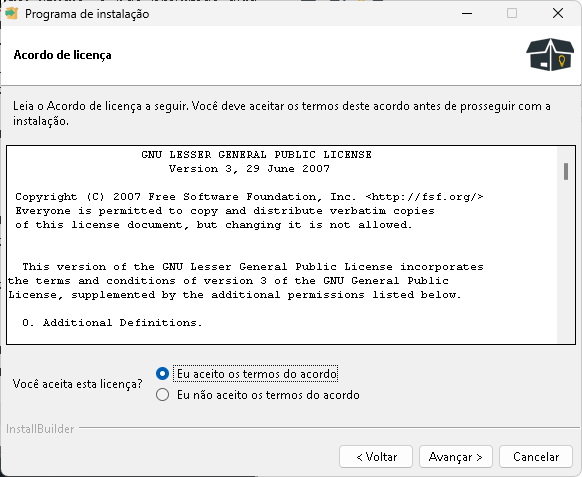 Programa de instalação
Acordo de licença
Leia o Acordo de licença a seguir. Você deve aceitar os termos deste acordo antes de prosseguir com a
instalação.
GNU LESSER GENERAL PUBLIC LICENSE
Version 3, 29 June 2007
Copyright (C) 2007 Free Software Foundation, Inc. <http://fsf.org/>
Everyone is permitted to copy and distribute verbatim copies
of this license document, but changing it is not allowed.
This version of the GNU Lesser General Public License incorporates
the terms and conditions of version 3 of the GNU General Public
License, supplemented by the additional permissions listed below.
0. Additional Definitions.
Você aceita esta licença?
Eu aceito os termos do acordo
Eu não aceito os termos do acordo
InstallBuilder
< Voltar
Avançar >
Cancelar